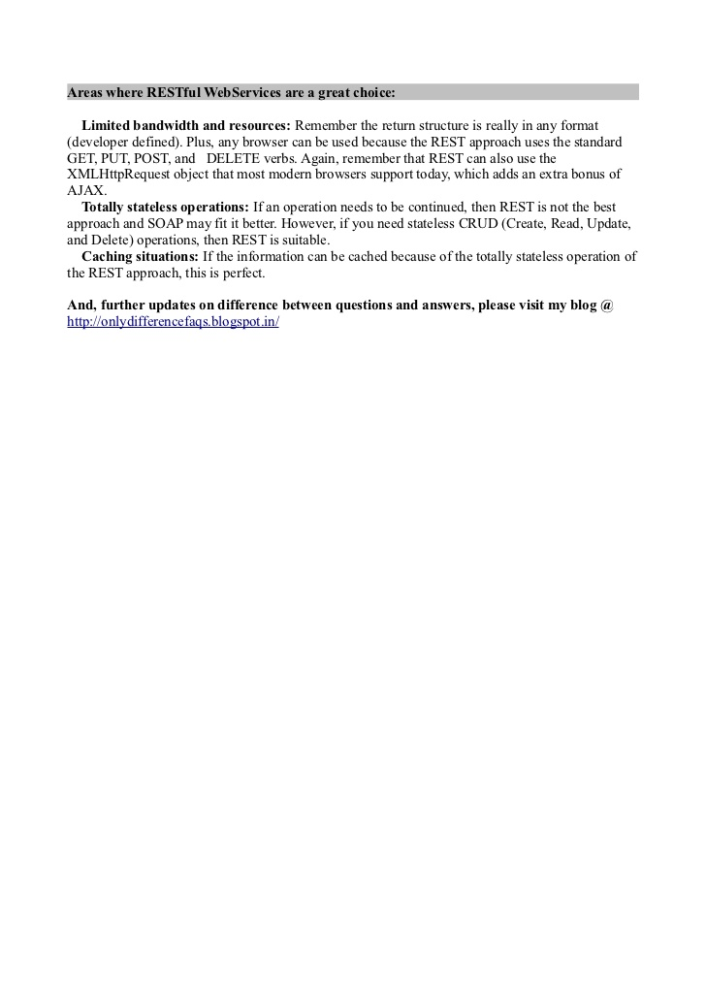 Areas where RESTful WebServices are a great choice:
Limited bandwidth and resources: Remember the return structure is really in any format
(developer defined). Plus, any browser can be used because the REST approach uses the standard
GET, PUT, POST, and   DELETE verbs. Again, remember that REST can also use the
XMLHttpRequest object that most modern browsers support today, which adds an extra bonus of
AJAX.
Totally stateless operations: If an operation needs to be continued, then REST is not the best
approach and SOAP may fit it better. However, if you need stateless CRUD (Create, Read, Update,
and Delete) operations, then REST is suitable.
Caching situations: If the information can be cached because of the totally stateless operation of
the REST approach, this is perfect.
And, further updates on difference between questions and answers, please visit my blog @
http://onlydifferencefaqs.blogspot.in/